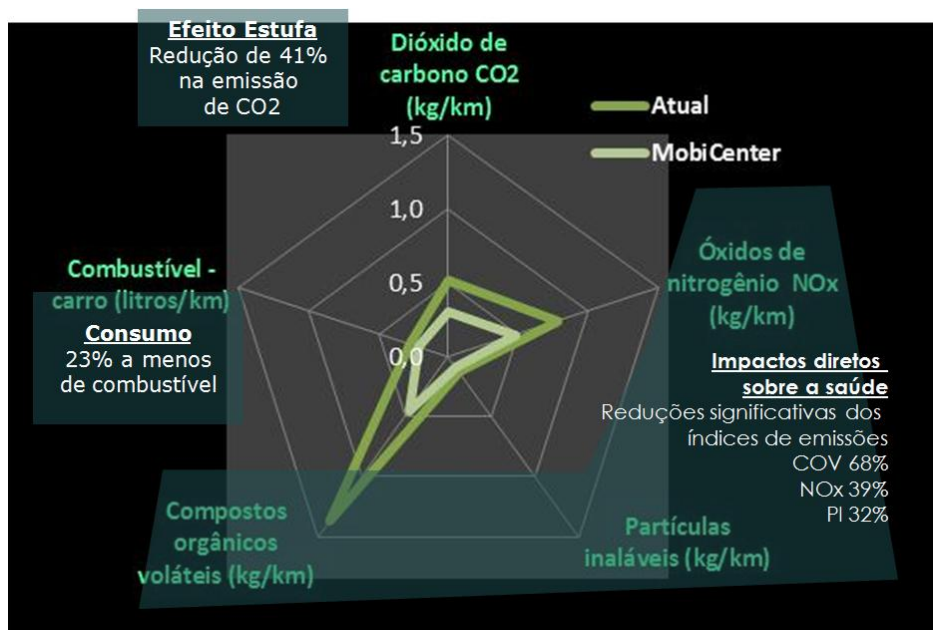 Efeito Estufa
Redução de 41%
na emissão
de CO2
Dióxido de
carbono CO2
(kg/km)
Atual
MobiCenter
1,5
1,0
0,5
0,0
Óxidos de
nitrogênio NOx
(kg/km)
Combustível -
carro (litros/km)
Consumo
23% a menos
de combustível
Impactos diretos
sobre a saúde
Reduções significativas dos
índices de emissões
COV 68%
NOx 39%
PI 32%
Compostos
orgânicos
voláteis (kg/km)
Partículas
inaláveis (kg/km)